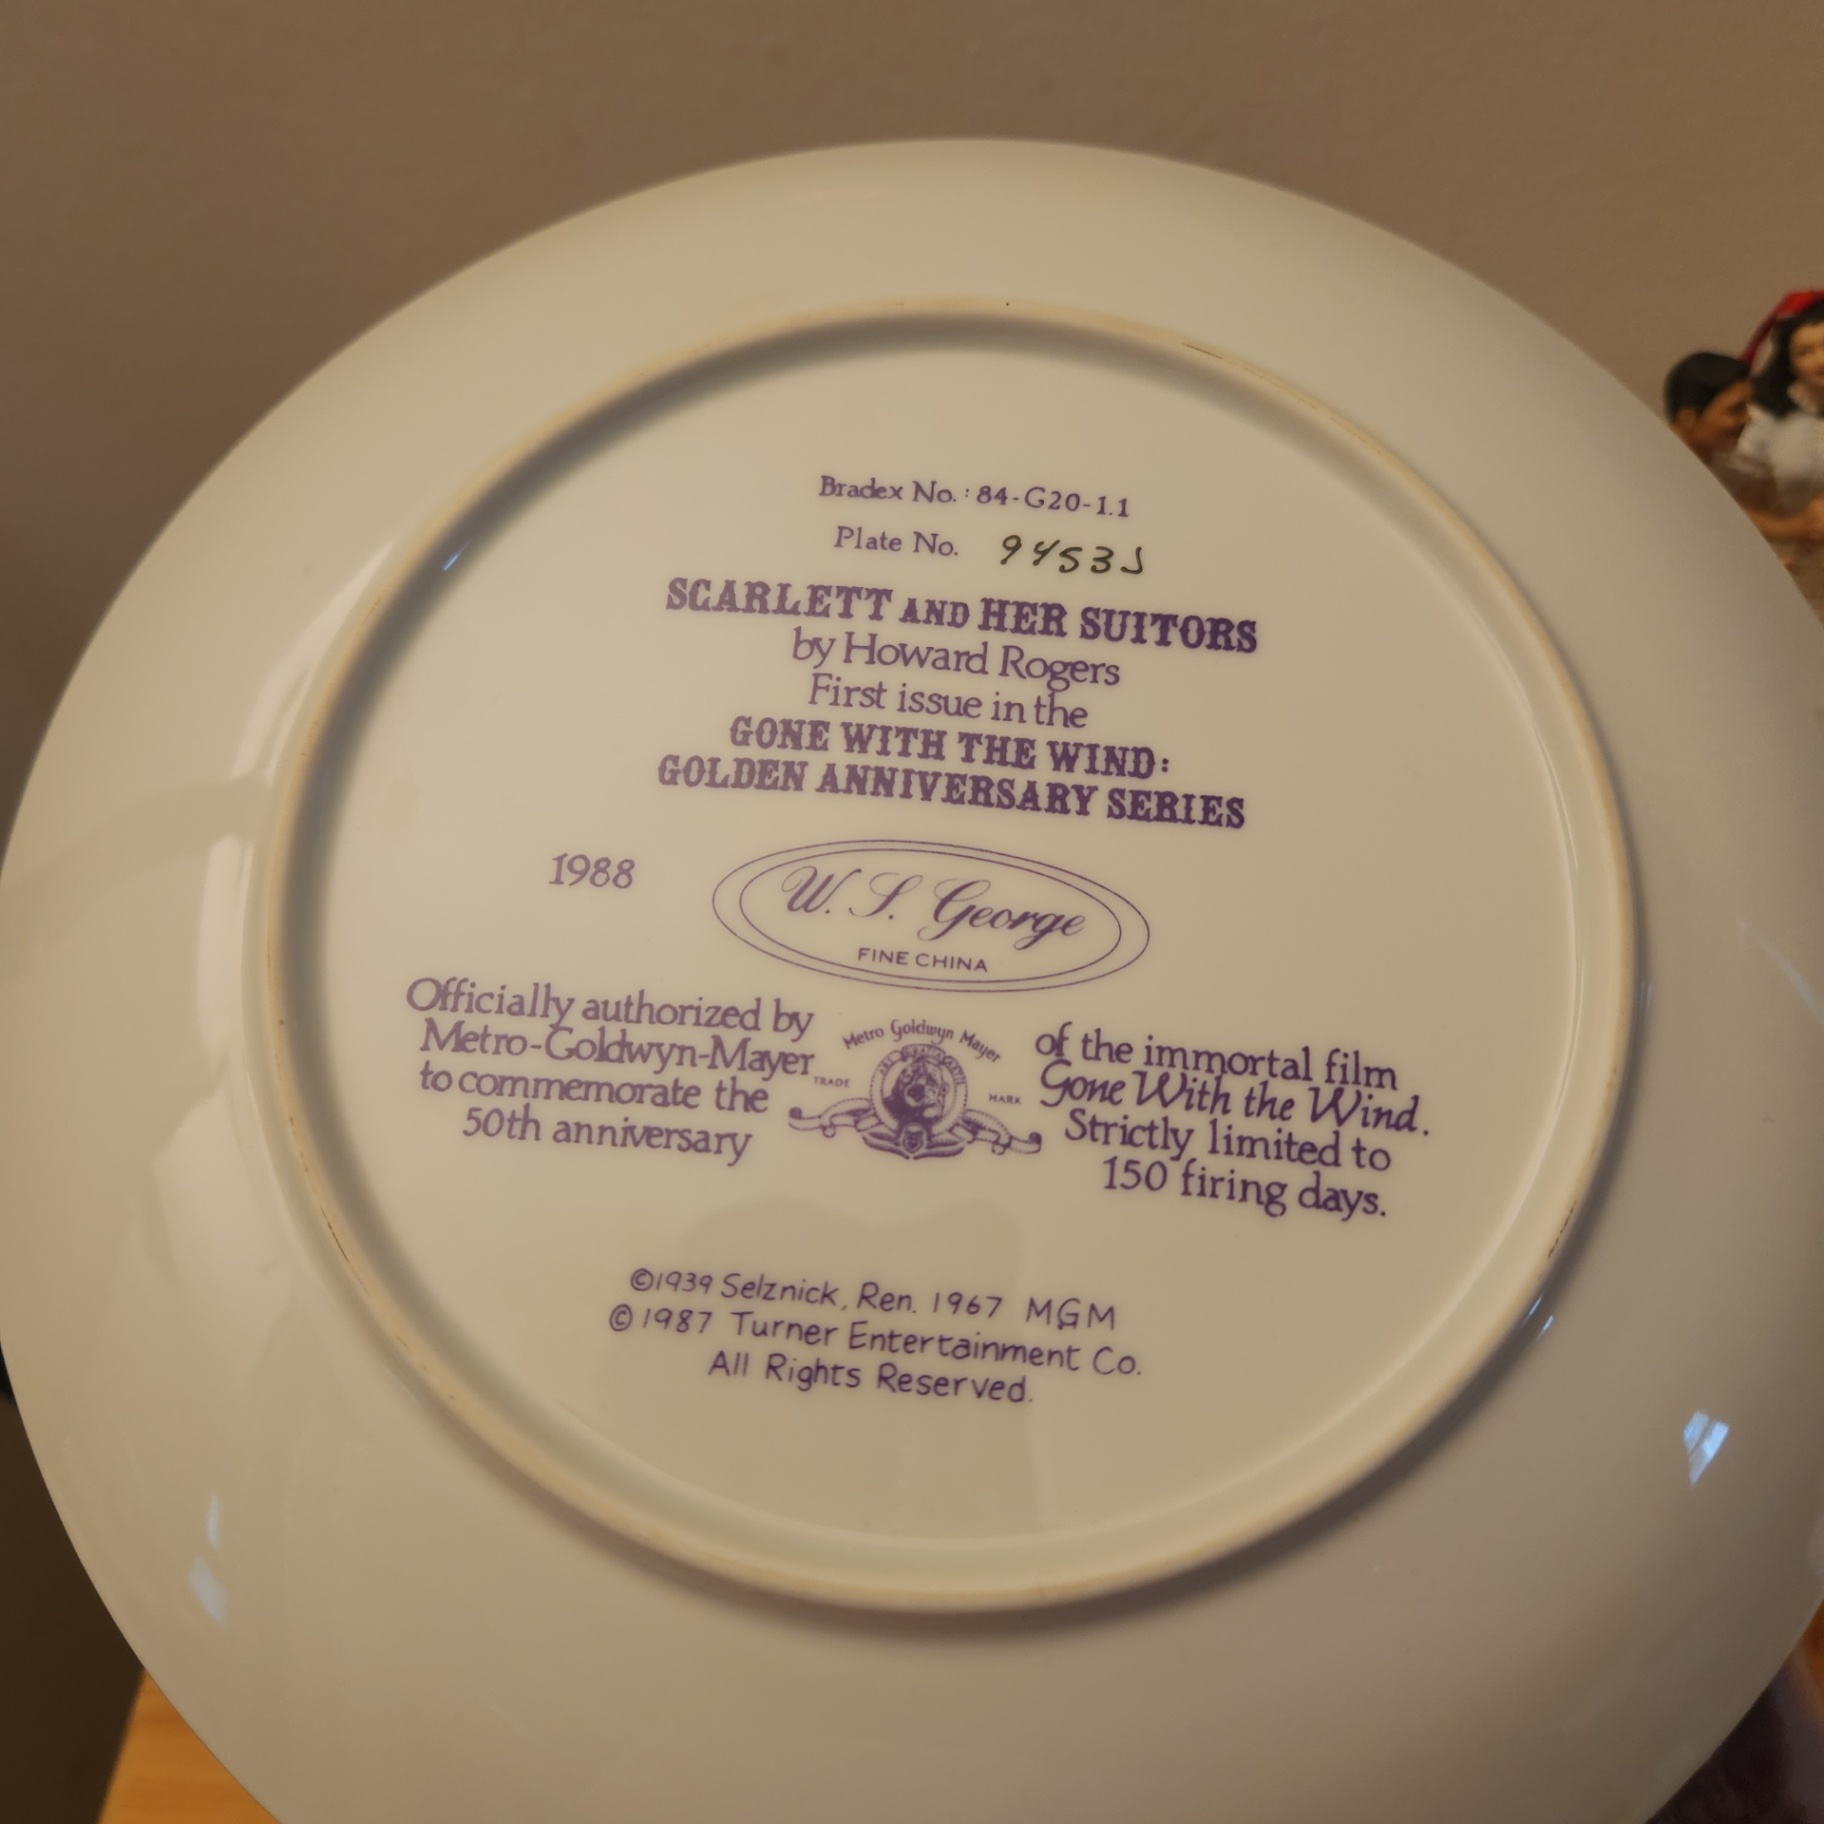 Bradex No.: 84-G20-1.1
Plate No. 9453J
SCARLETT AND HER SUITORS
by Howard Rogers
First issue in the
GONE WITH THE WIND:
GOLDEN ANNIVERSARY SERIES
1988
W. S. George
FINE CHINA
Officially authorized by
Metro-Goldwyn-Mayer
to commemorate the
50th anniversary
Metro Goldwyn Mayer
TRADE MARK
of the immortal film
Gone With the Wind.
Strictly limited to
150 firing days.
©1939 Selznick, Ren. 1967 MGM
©1987 Turner Entertainment Co.
All Rights Reserved.